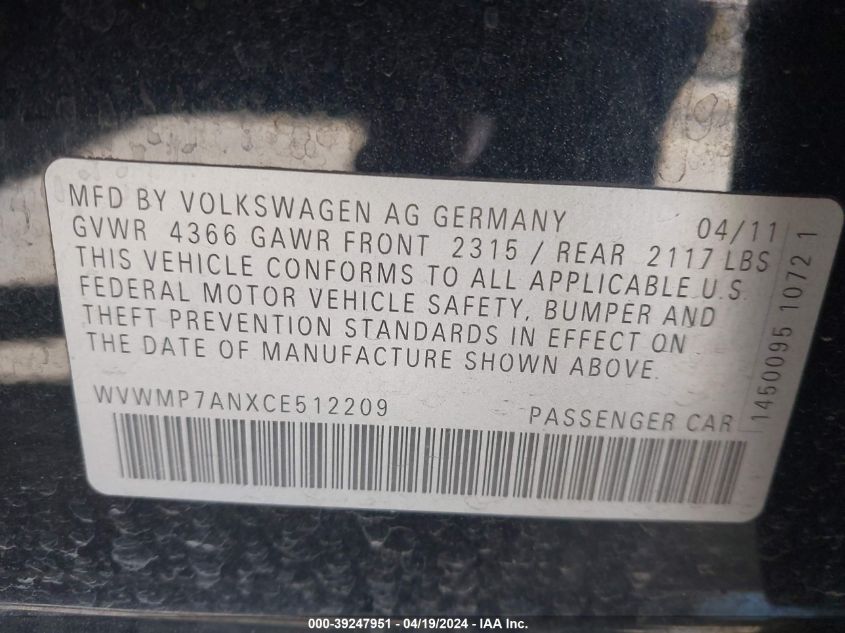 MFD BY VOLKSWAGEN AG GERMANY 04/11
GVWR 4366 GAWR FRONT 2315 / REAR 2117 LBS
THIS VEHICLE CONFORMS TO ALL APPLICABLE U.S.
FEDERAL MOTOR VEHICLE SAFETY, BUMPER AND
THEFT PREVENTION STANDARDS IN EFFECT ON
THE DATE OF MANUFACTURE SHOWN ABOVE.
WVWMP7ANXCE512209 PASSENGER CAR
1450095 1072 1
000-39247951 - 04/19/2024 - IAA Inc.